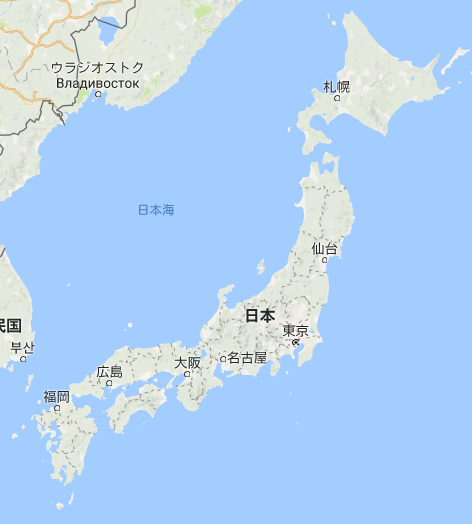 ウラジオストク
Владивосток
札幌
日本海
仙台
日本
民国
東京
부산
名古屋
大阪
広島
福岡